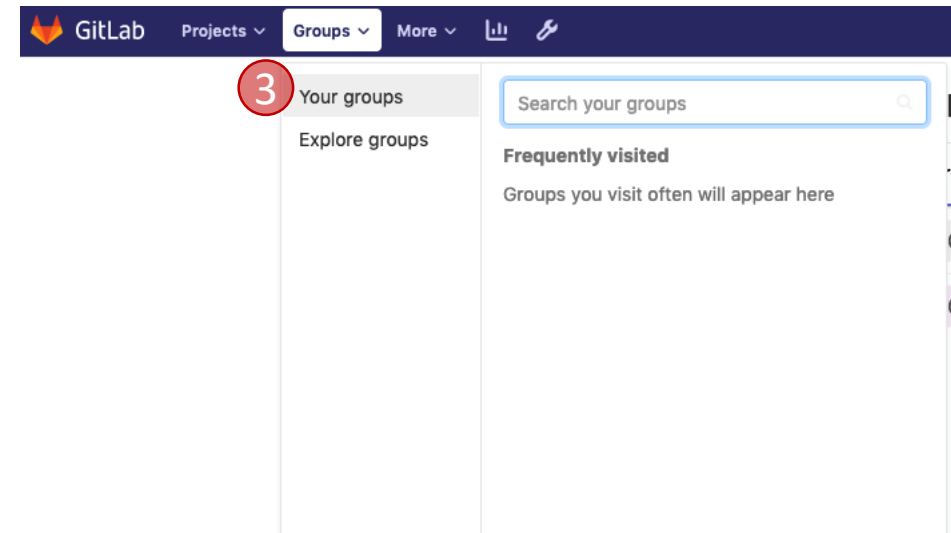 GitLab Projects Groups More
3 Your groups
Search your groups
Explore groups
Frequently visited
Groups you visit often will appear here